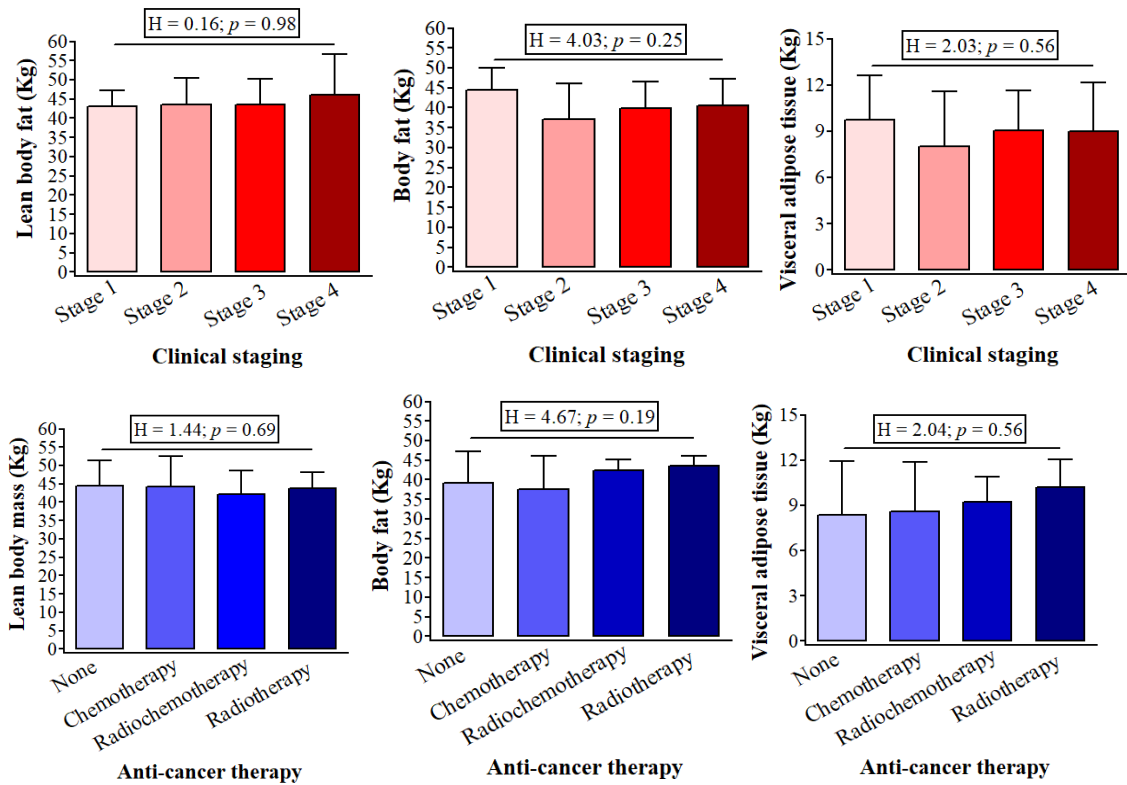 H = 0.16; p = 0.98
Lean body fat (Kg)
60
55
50
45
40
35
30
25
20
15
10
5
0
Stage 1
Stage 2
Stage 3
Stage 4
Clinical staging
H = 4.03; p = 0.25
Body fat (Kg)
60
55
50
45
40
35
30
25
20
15
10
5
0
Stage 1
Stage 2
Stage 3
Stage 4
Clinical staging
H = 2.03; p = 0.56
Visceral adipose tissue (Kg)
15
12
9
6
3
0
Stage 1
Stage 2
Stage 3
Stage 4
Clinical staging
H = 1.44; p = 0.69
Lean body mass (Kg)
60
55
50
45
40
35
30
25
20
15
10
5
0
None
Chemotherapy
Radiochemotherapy
Radiotherapy
Anti-cancer therapy
H = 4.67; p = 0.19
Body fat (Kg)
60
55
50
45
40
35
30
25
20
15
10
5
0
None
Chemotherapy
Radiochemotherapy
Radiotherapy
Anti-cancer therapy
H = 2.04; p = 0.56
Visceral adipose tissue (Kg)
15
12
9
6
3
0
None
Chemotherapy
Radiochemotherapy
Radiotherapy
Anti-cancer therapy